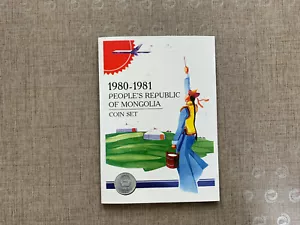 1980-1981
PEOPLE'S REPUBLIC
OF MONGOLIA
COIN SET